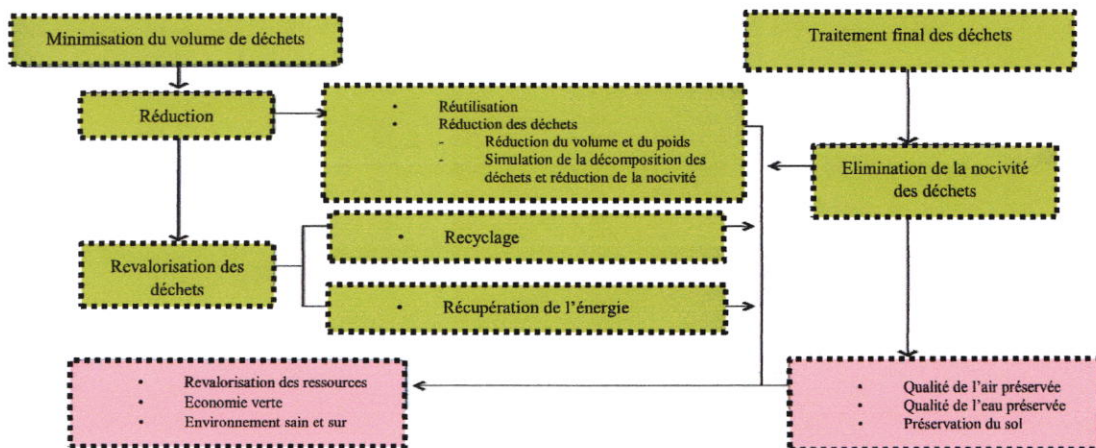 Minimisation du volume de déchets
Traitement final des déchets
Réduction
• Réutilisation
• Réduction des déchets
- Réduction du volume et du poids
- Simulation de la décomposition des
déchets et réduction de la nocivité
Elimination de la nocivité
des déchets
Revalorisation des
déchets
• Recyclage
• Récupération de l'énergie
• Revalorisation des ressources
• Economie verte
• Environnement sain et sur
• Qualité de l'air préservée
• Qualité de l'eau préservée
• Préservation du sol